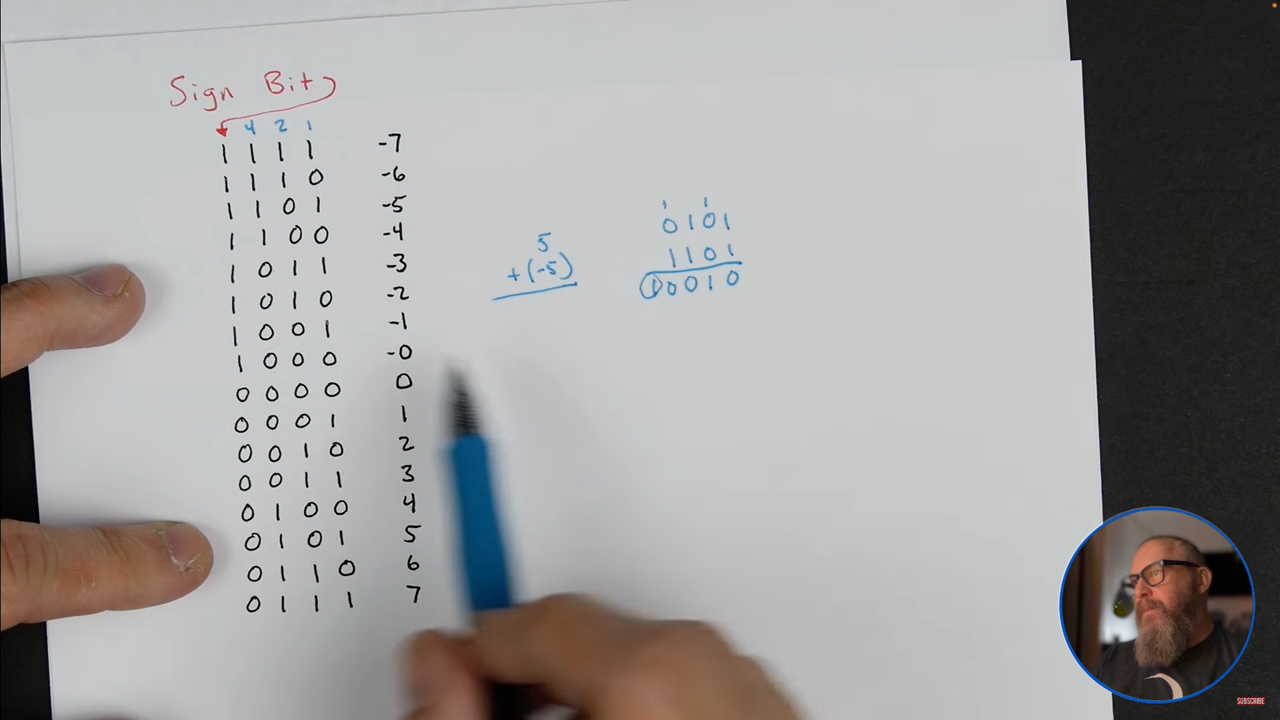 Sign Bit
4 2 1
1 1 1 1 -7
1 1 1 0 -6
1 1 0 1 -5
1 1 0 0 -4
1 0 1 1 -3
1 0 1 0 -2
1 0 0 1 -1
1 0 0 0 -0
0 0 0 0 0
0 0 0 1 1
0 0 1 0 2
0 0 1 1 3
0 1 0 0 4
0 1 0 1 5
0 1 1 0 6
0 1 1 1 7
5
+(-5)
1 1
0101
1101
10010
SUBSCRIBE